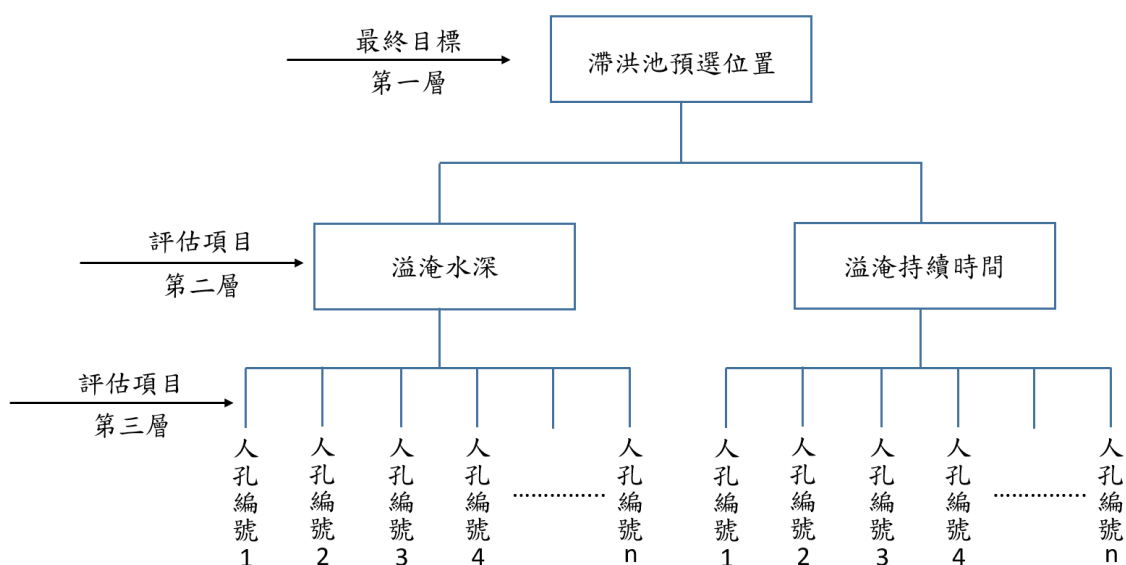 最終目標
第一層
滯洪池預選位置
評估項目
第二層
溢淹水深
溢淹持續時間
評估項目
第三層
人孔編號1
人孔編號2
人孔編號3
人孔編號4
................
人孔編號n
人孔編號1
人孔編號2
人孔編號3
人孔編號4
................
人孔編號n